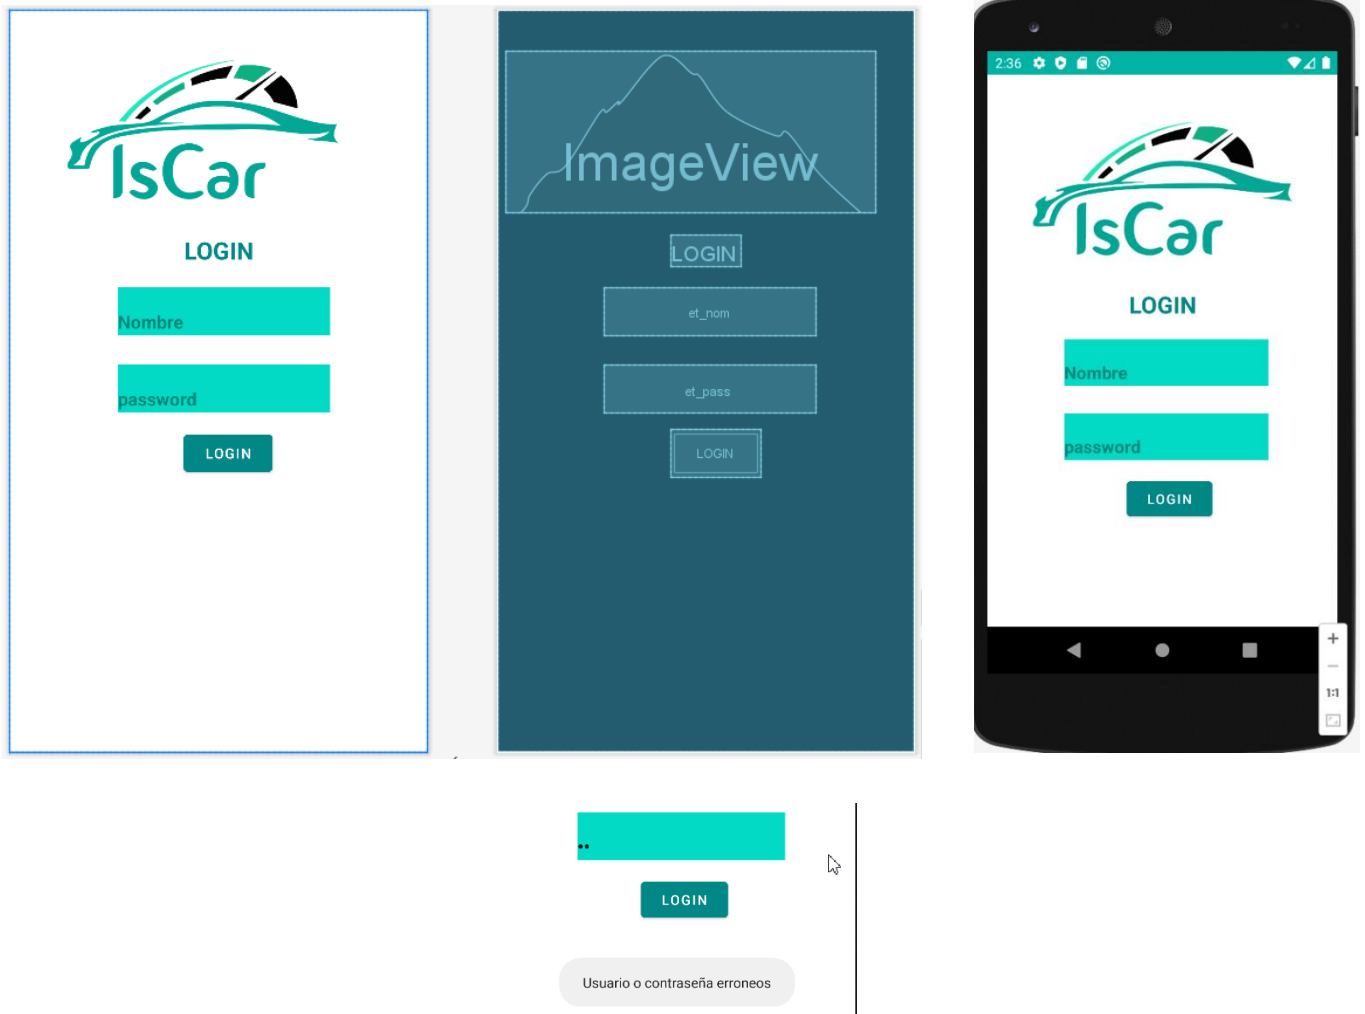 IsCar
LOGIN
Nombre
password
LOGIN
ImageView
LOGIN
et_nom
et_pass
LOGIN
2:36
IsCar
LOGIN
Nombre
password
LOGIN
1:1
LOGIN
Usuario o contraseña erroneos